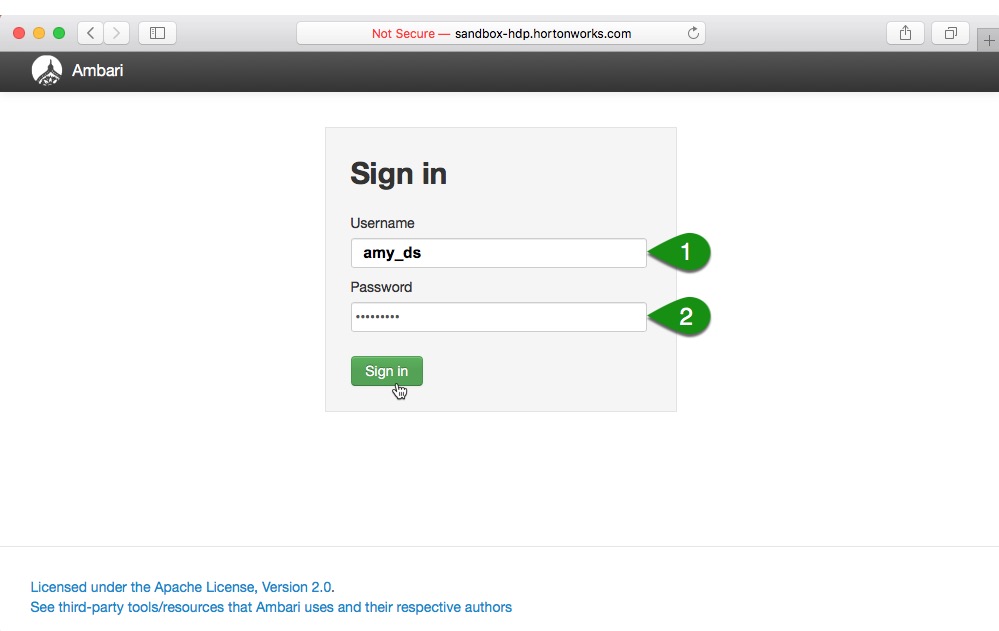 Not Secure — sandbox-hdp.hortonworks.com
Ambari
Sign in
Username
amy_ds
1
Password
•••••••••
2
Sign in
Licensed under the Apache License, Version 2.0.
See third-party tools/resources that Ambari uses and their respective authors